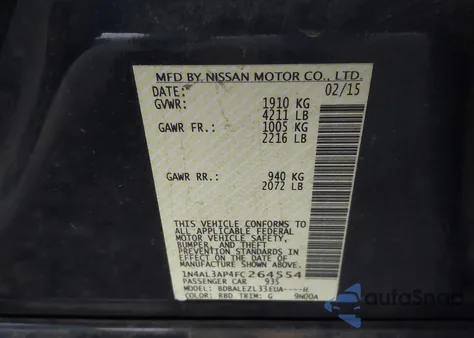 MFD BY NISSAN MOTOR CO., LTD.
DATE: 02/15
GVWR: 1910 KG
4211 LB
GAWR FR.: 1005 KG
2216 LB
GAWR RR.: 940 KG
2072 LB
THIS VEHICLE CONFORMS TO
ALL APPLICABLE FEDERAL
MOTOR VEHICLE SAFETY,
BUMPER, AND THEFT
PREVENTION STANDARDS IN
EFFECT ON THE DATE OF
MANUFACTURE SHOWN ABOVE.
1N4AL3AP4FC264554
PASSENGER CAR 935
MODEL: BDBALEZL33EUA----H
COLOR: RBD TRIM: G 9N00A
autoSnap